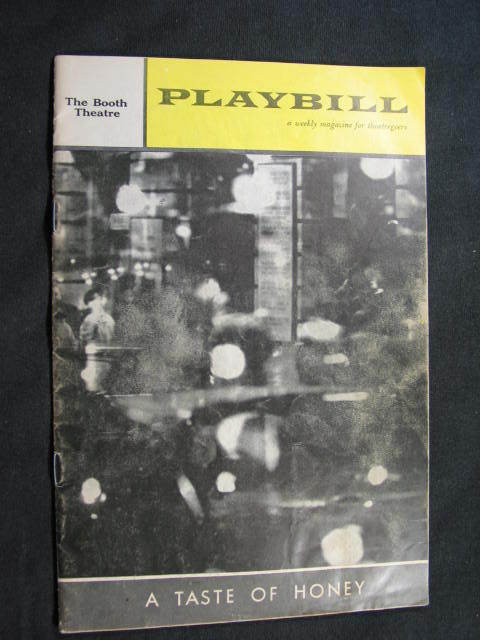 The Booth
Theatre
PLAYBILL
a weekly magazine for theatregoers
A TASTE OF HONEY